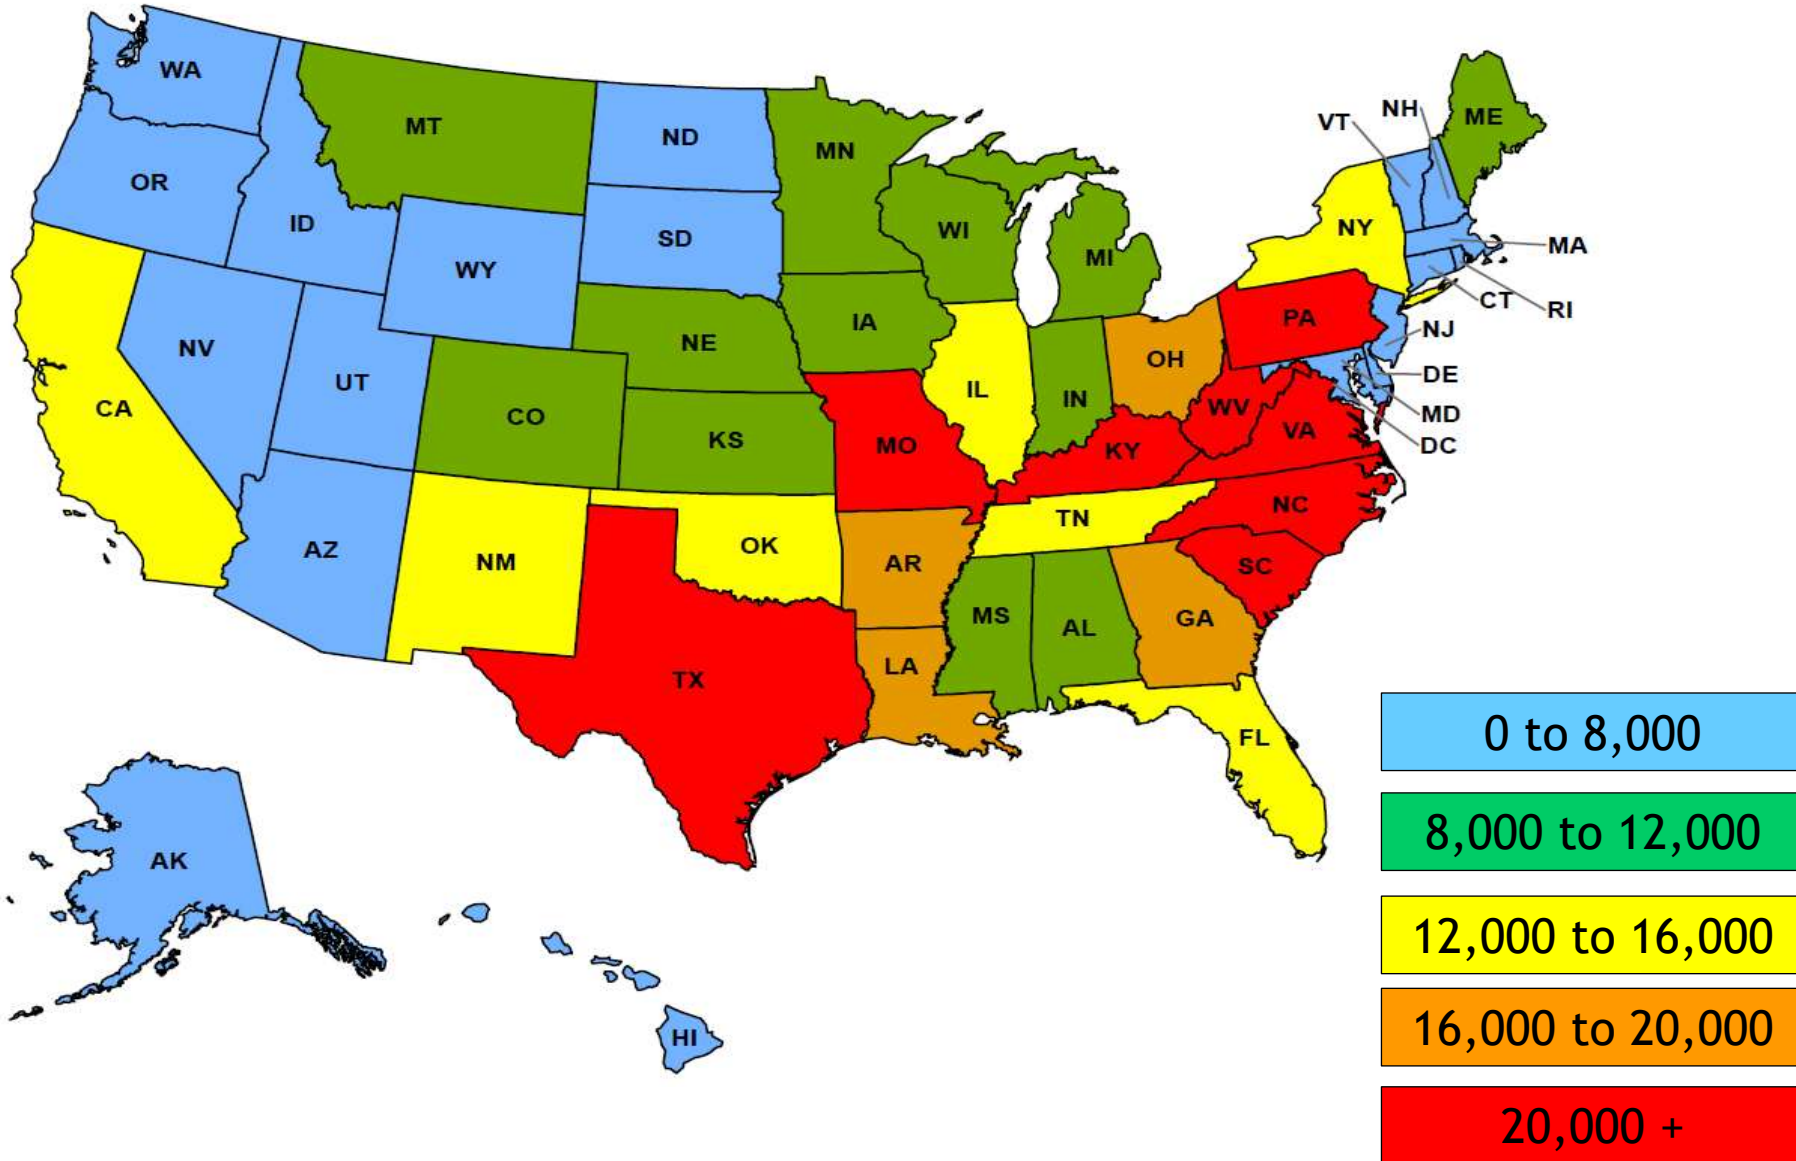 WA
MT
ND
MN
VT
NH
ME
OR
ID
SD
WI
NY
MA
WY
MI
CT
RI
NV
NE
IA
PA
NJ
UT
OH
DE
CA
CO
KS
IL
IN
WV
MD
MO
KY
VA
DC
AZ
NM
OK
AR
TN
NC
SC
MS
AL
GA
TX
LA
FL
AK
HI
0 to 8,000
8,000 to 12,000
12,000 to 16,000
16,000 to 20,000
20,000 +